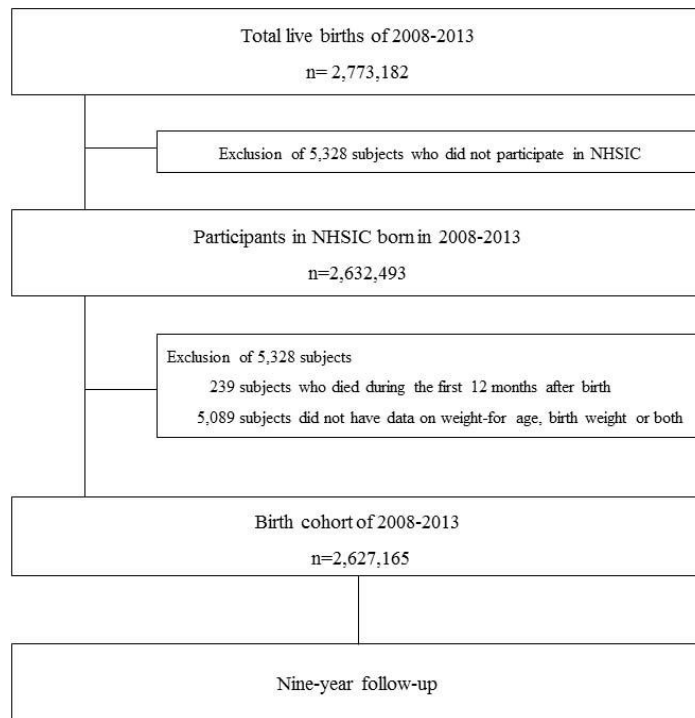 Total live births of 2008-2013
n= 2,773,182
Exclusion of 5,328 subjects who did not participate in NHSIC
Participants in NHSIC born in 2008-2013
n=2,632,493
Exclusion of 5,328 subjects
239 subjects who died during the first 12 months after birth
5,089 subjects did not have data on weight-for age, birth weight or both
Birth cohort of 2008-2013
n=2,627,165
Nine-year follow-up